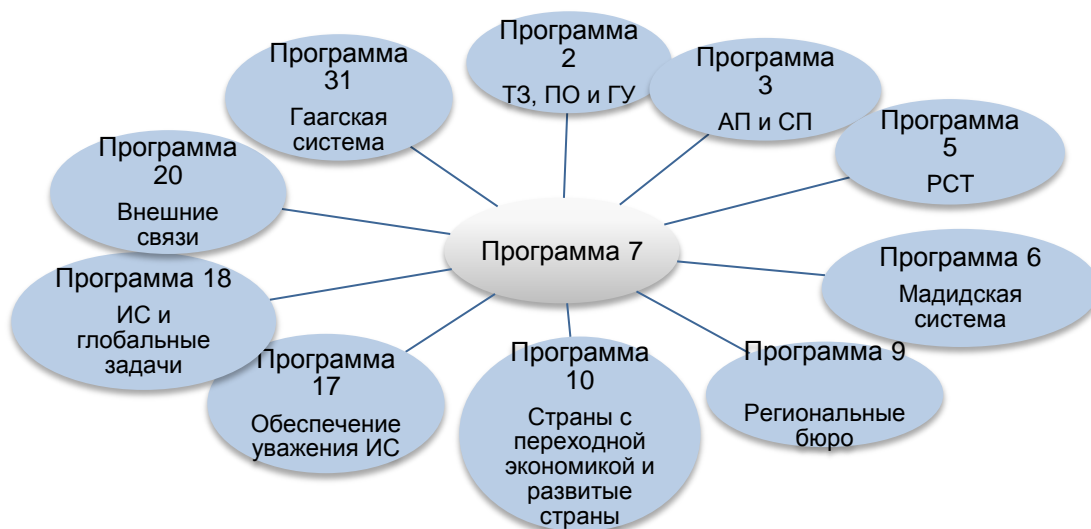 Программа
2
ТЗ, ПО и ГУ
Программа
3
АП и СП
Программа
5
РСТ
Программа 6
Мадидская
система
Программа 9
Региональные
бюро
Программа
10
Страны с
переходной
экономикой и
развитые
страны
Программа
17
Обеспечение
уважения ИС
Программа 18
ИС и
глобальные
задачи
Программа
20
Внешние
связи
Программа
31
Гаагская
система
Программа 7